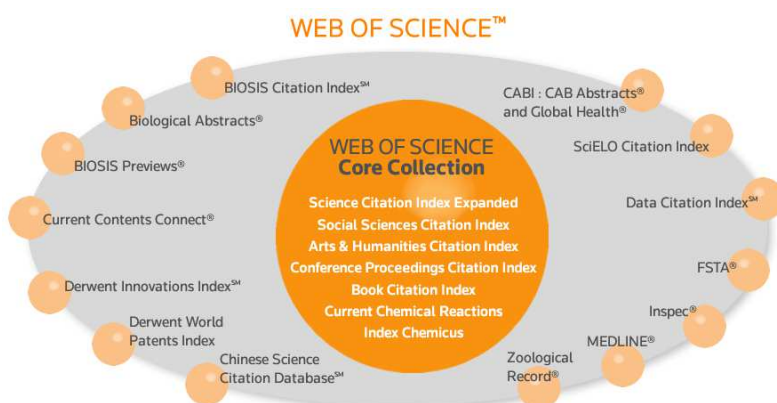 WEB OF SCIENCE™
BIOSIS Citation Index℠
Biological Abstracts®
BIOSIS Previews®
Current Contents Connect®
Derwent Innovations Index℠
Derwent World
Patents Index
Chinese Science
Citation Database℠
WEB OF SCIENCE
Core Collection
Science Citation Index Expanded
Social Sciences Citation Index
Arts & Humanities Citation Index
Conference Proceedings Citation Index
Book Citation Index
Current Chemical Reactions
Index Chemicus
CABI : CAB Abstracts®
and Global Health®
SciELO Citation Index
Data Citation Index℠
FSTA®
Inspec®
MEDLINE®
Zoological
Record®